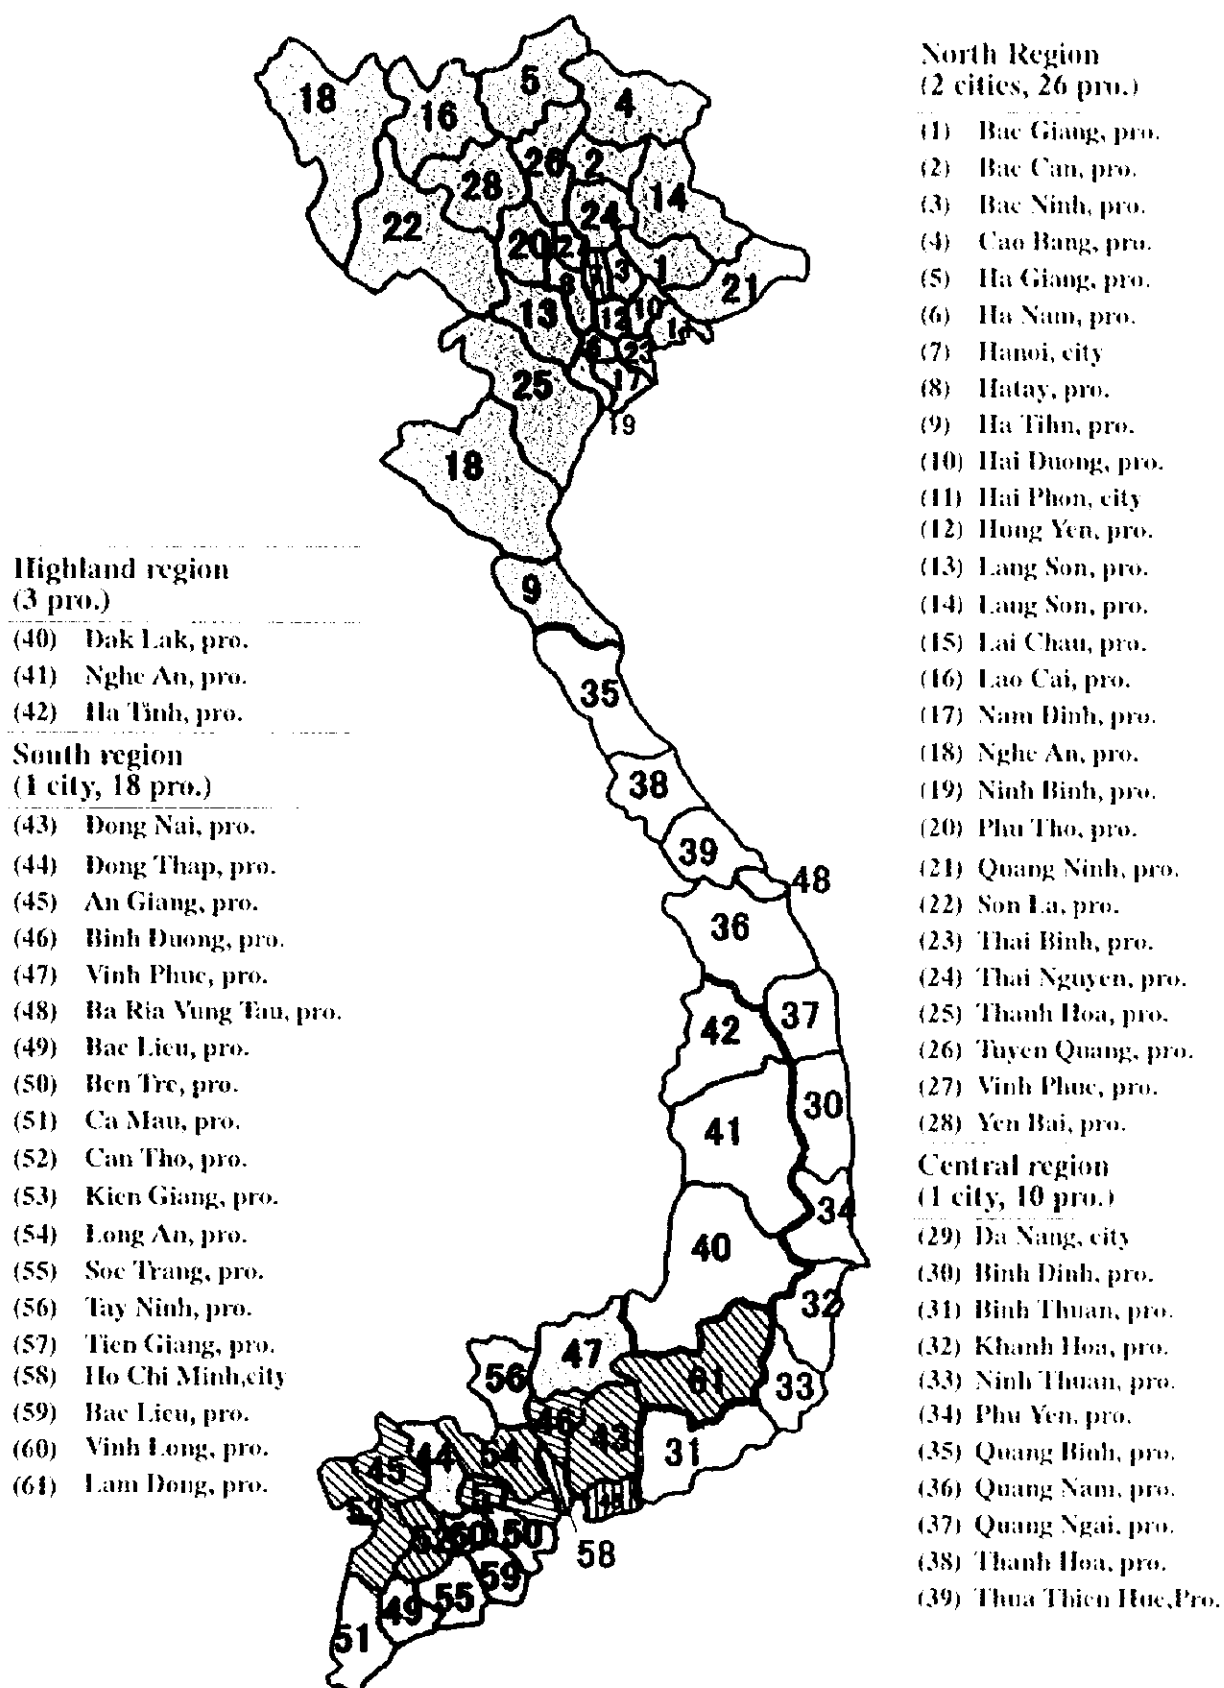 North Region
(2 cities, 26 pro.)
(1) Bac Giang, pro.
(2) Bac Can, pro.
(3) Bac Ninh, pro.
(4) Cao Bang, pro.
(5) Ha Giang, pro.
(6) Ha Nam, pro.
(7) Hanoi, city
(8) Hatay, pro.
(9) Ha Tihn, pro.
(10) Hai Duong, pro.
(11) Hai Phon, city
(12) Hung Yen, pro.
(13) Lang Son, pro.
(14) Lang Son, pro.
(15) Lai Chau, pro.
(16) Lao Cai, pro.
(17) Nam Dinh, pro.
(18) Nghe An, pro.
(19) Ninh Binh, pro.
(20) Phu Tho, pro.
(21) Quang Ninh, pro.
(22) Son La, pro.
(23) Thai Binh, pro.
(24) Thai Nguyen, pro.
(25) Thanh Hoa, pro.
(26) Tuyen Quang, pro.
(27) Vinh Phuc, pro.
(28) Yen Bai, pro.
Central region
(1 city, 10 pro.)
(29) Da Nang, city
(30) Binh Dinh, pro.
(31) Binh Thuan, pro.
(32) Khanh Hoa, pro.
(33) Ninh Thuan, pro.
(34) Phu Yen, pro.
(35) Quang Binh, pro.
(36) Quang Nam, pro.
(37) Quang Ngai, pro.
(38) Thanh Hoa, pro.
(39) Thua Thien Hue,Pro.
Highland region
(3 pro.)
(40) Dak Lak, pro.
(41) Nghe An, pro.
(42) Ha Tinh, pro.
South region
(1 city, 18 pro.)
(43) Dong Nai, pro.
(44) Dong Thap, pro.
(45) An Giang, pro.
(46) Binh Duong, pro.
(47) Vinh Phuc, pro.
(48) Ba Ria Vung Tau, pro.
(49) Bac Lieu, pro.
(50) Ben Tre, pro.
(51) Ca Mau, pro.
(52) Can Tho, pro.
(53) Kien Giang, pro.
(54) Long An, pro.
(55) Soc Trang, pro.
(56) Tay Ninh, pro.
(57) Tien Giang, pro.
(58) Ho Chi Minh,city
(59) Bac Lieu, pro.
(60) Vinh Long, pro.
(61) Lam Dong, pro.
5
18
16
4
26
2
28
14
24
22
20
27
3
1
21
8
13
12
10
6
23
25
17
19
18
9
35
38
39
48
36
42
37
30
41
34
40
32
47
56
61
33
46
43
44
54
31
45
53
52
60
50
58
59
55
49
51